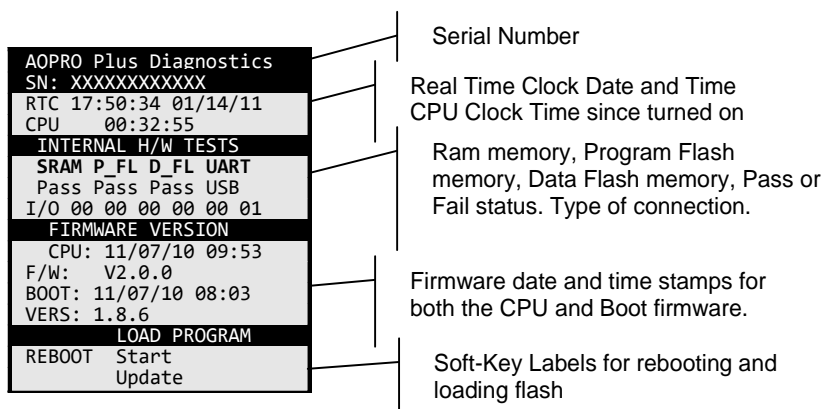 AOPRO Plus Diagnostics
SN: XXXXXXXXXXXX
RTC 17:50:34 01/14/11
CPU 00:32:55
INTERNAL H/W TESTS
SRAM P_FL D_FL UART
Pass Pass Pass USB
I/O 00 00 00 00 00 01
FIRMWARE VERSION
CPU: 11/07/10 09:53
F/W: V2.0.0
BOOT: 11/07/10 08:03
VERS: 1.8.6
LOAD PROGRAM
REBOOT Start
Update
Serial Number
Real Time Clock Date and Time
CPU Clock Time since turned on
Ram memory, Program Flash
memory, Data Flash memory, Pass or
Fail status. Type of connection.
Firmware date and time stamps for
both the CPU and Boot firmware.
Soft-Key Labels for rebooting and
loading flash